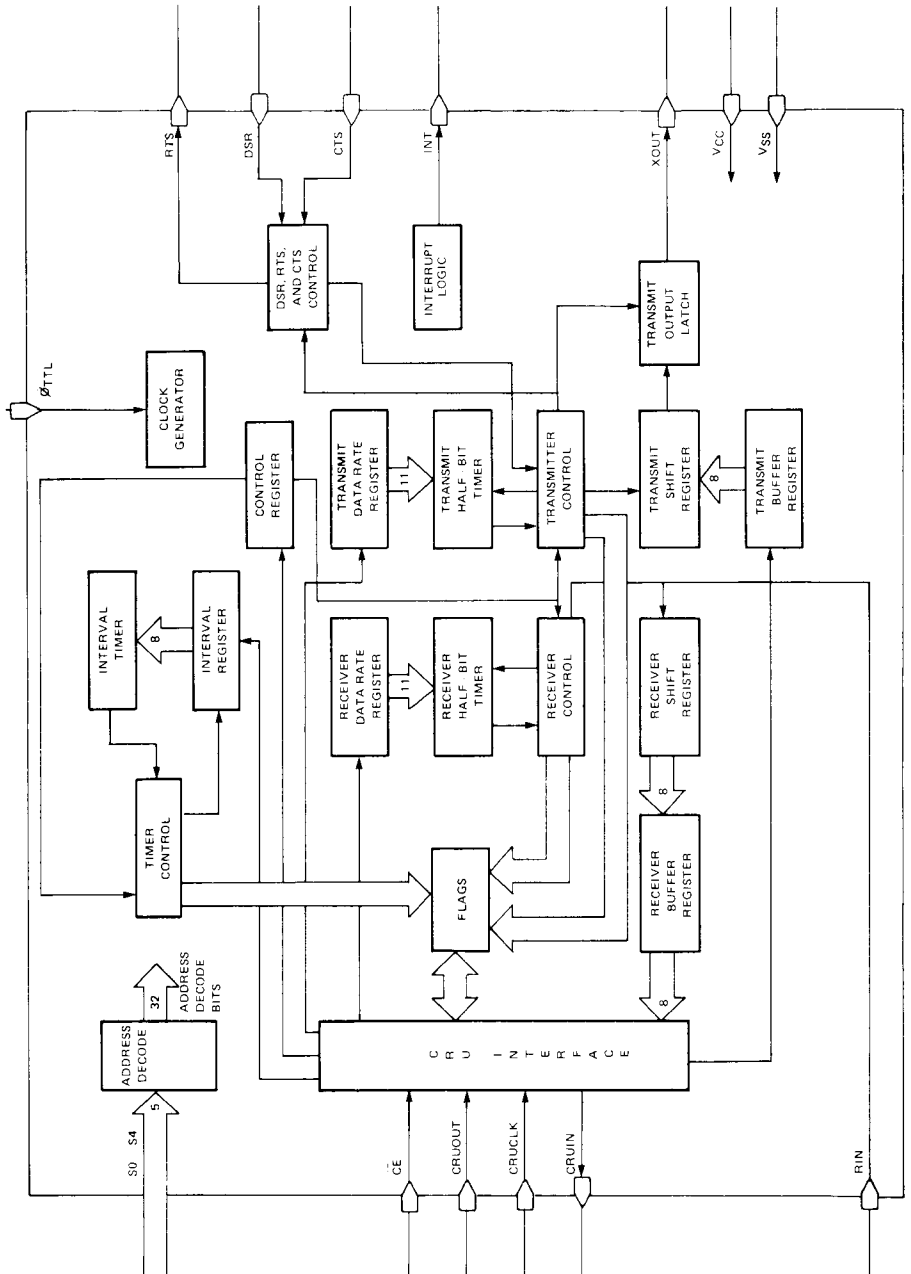 S0 S4
5
ADDRESS
DECODE
32
ADDRESS
DECODE
BITS
TIMER
CONTROL
INTERVAL
TIMER
8
INTERVAL
REGISTER
CONTROL
REGISTER
ØTTL
CLOCK
GENERATOR
RTS
DSR
CTS
DSR, RTS,
AND CTS
CONTROL
INT
INTERRUPT
LOGIC
CE
CRUOUT
CRUCLK
CRUIN
CRU INTERFACE
FLAGS
RECEIVER
DATA RATE
REGISTER
11
RECEIVER
HALF-BIT
TIMER
RECEIVER
CONTROL
TRANSMIT
DATA RATE
REGISTER
11
TRANSMIT
HALF-BIT
TIMER
TRANSMITTER
CONTROL
8
RECEIVER
BUFFER
REGISTER
8
RECEIVER
SHIFT
REGISTER
TRANSMIT
SHIFT
REGISTER
8
TRANSMIT
BUFFER
REGISTER
TRANSMIT
OUTPUT
LATCH
XOUT
VCC
VSS
RIN